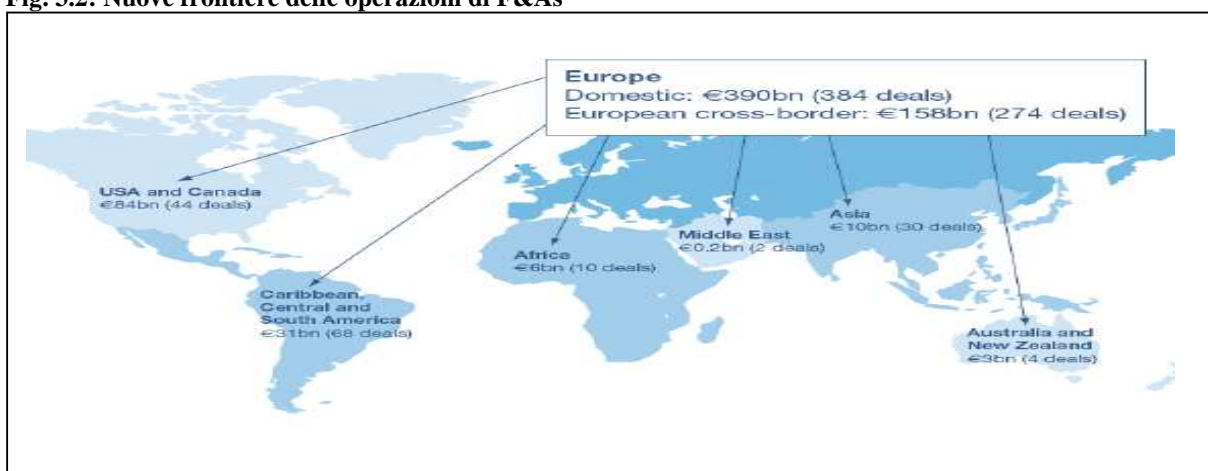 Fig. 3.2: Nuove frontiere delle operazioni di F&As
Europe
Domestic: €390bn (384 deals)
European cross-border: €158bn (274 deals)
USA and Canada
€84bn (44 deals)
Caribbean,
Central and
South America
€31bn (68 deals)
Africa
€6bn (10 deals)
Middle East
€0.2bn (2 deals)
Asia
€10bn (30 deals)
Australia and
New Zealand
€3bn (4 deals)